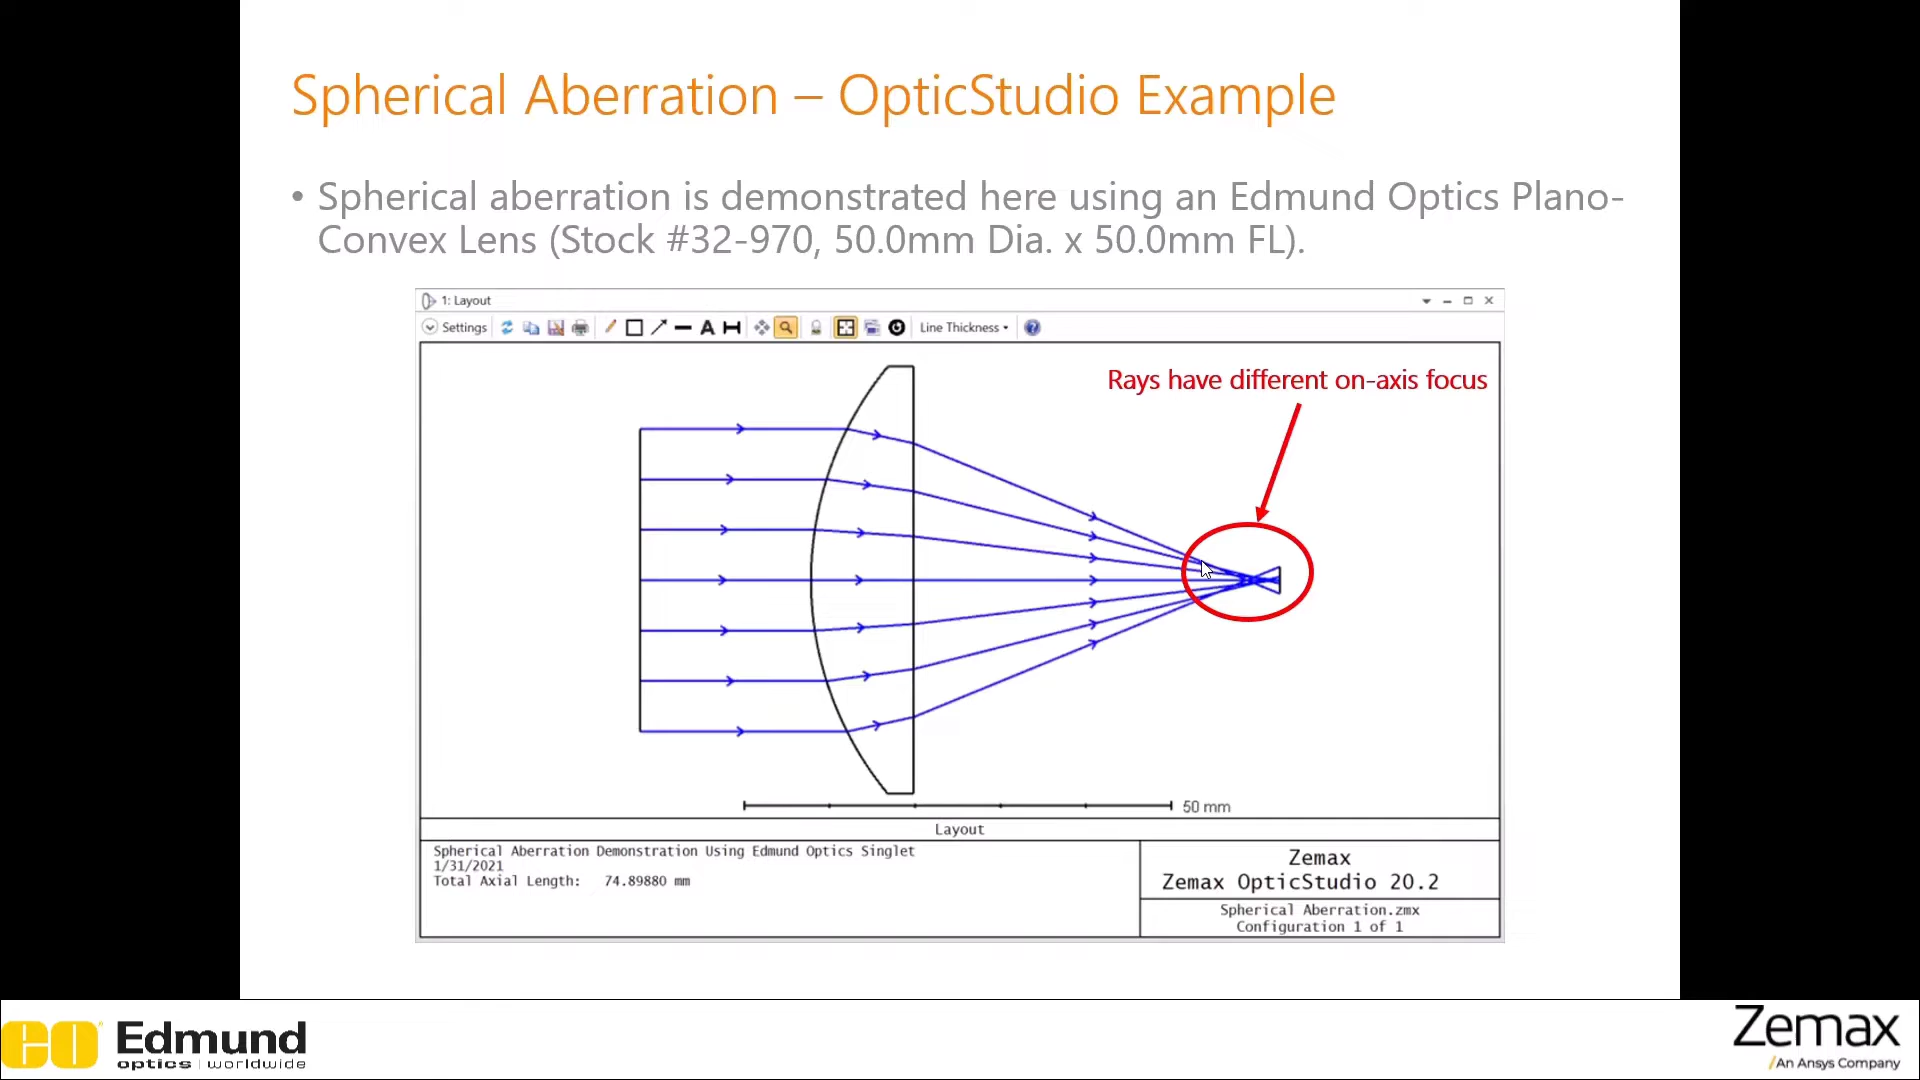 Spherical Aberration – OpticStudio Example
• Spherical aberration is demonstrated here using an Edmund Optics Plano-
Convex Lens (Stock #32-970, 50.0mm Dia. x 50.0mm FL).
1: Layout
Settings
A
Line Thickness
Rays have different on-axis focus
50 mm
Layout
Spherical Aberration Demonstration Using Edmund Optics Singlet
1/31/2021
Total Axial Length: 74.89880 mm
Zemax
Zemax OpticStudio 20.2
Spherical Aberration.zmx
Configuration 1 of 1
EO Edmund
optics | worldwide
Zemax
An Ansys Company